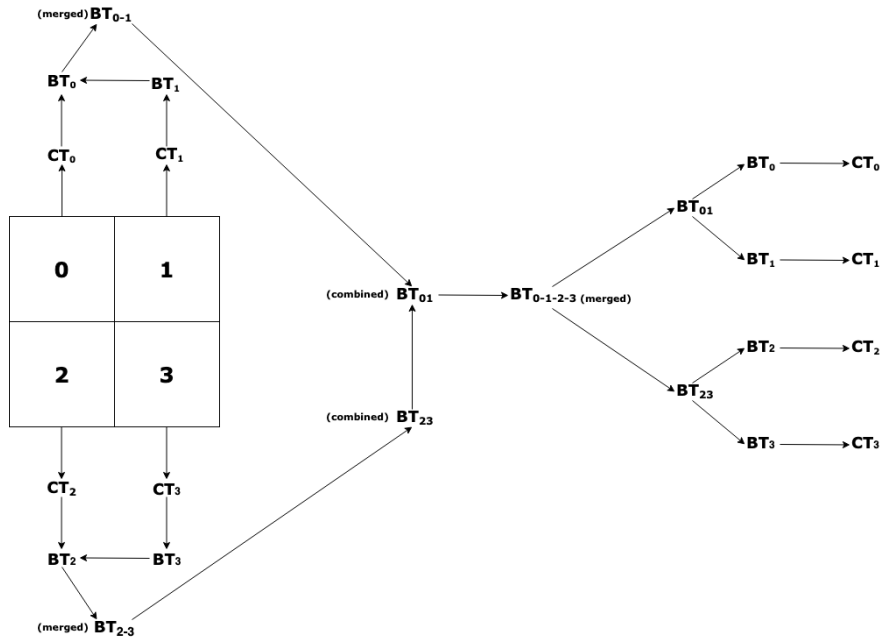 (merged) BT0-1
BT0
BT1
CT0
CT1
0
1
2
3
CT2
CT3
BT2
BT3
(merged) BT2-3
(combined) BT01
BT0-1-2-3 (merged)
(combined) BT23
BT01
BT23
BT0
CT0
BT1
CT1
BT2
CT2
BT3
CT3